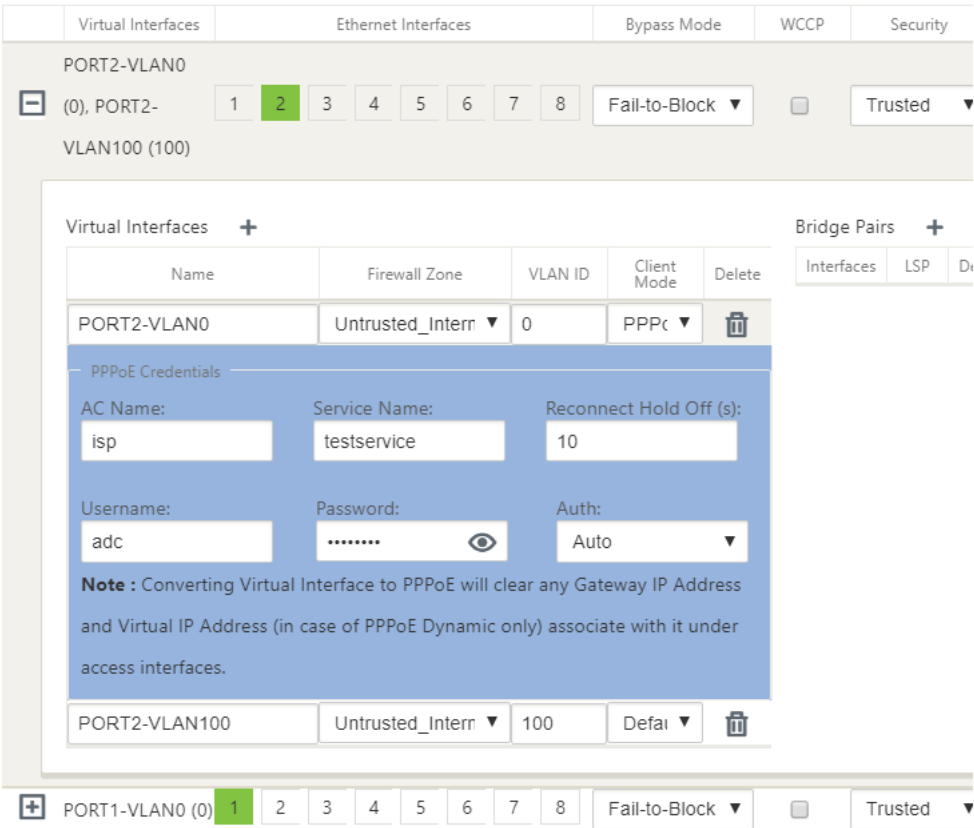 Virtual Interfaces Ethernet Interfaces Bypass Mode WCCP Security
PORT2-VLAN0
(0), PORT2- 1 2 3 4 5 6 7 8 Fail-to-Block Trusted
VLAN100 (100)
Virtual Interfaces + Bridge Pairs +
Name Firewall Zone VLAN ID Client Mode Delete Interfaces LSP De
PORT2-VLAN0 Untrusted_Intern 0 PPPo
PPPoE Credentials
AC Name: Service Name: Reconnect Hold Off (s):
isp testservice 10
Username: Password: Auth:
adc •••••••• Auto
Note : Converting Virtual Interface to PPPoE will clear any Gateway IP Address
and Virtual IP Address (in case of PPPoE Dynamic only) associate with it under
access interfaces.
PORT2-VLAN100 Untrusted_Intern 100 Defau
PORT1-VLAN0 (0) 1 2 3 4 5 6 7 8 Fail-to-Block Trusted